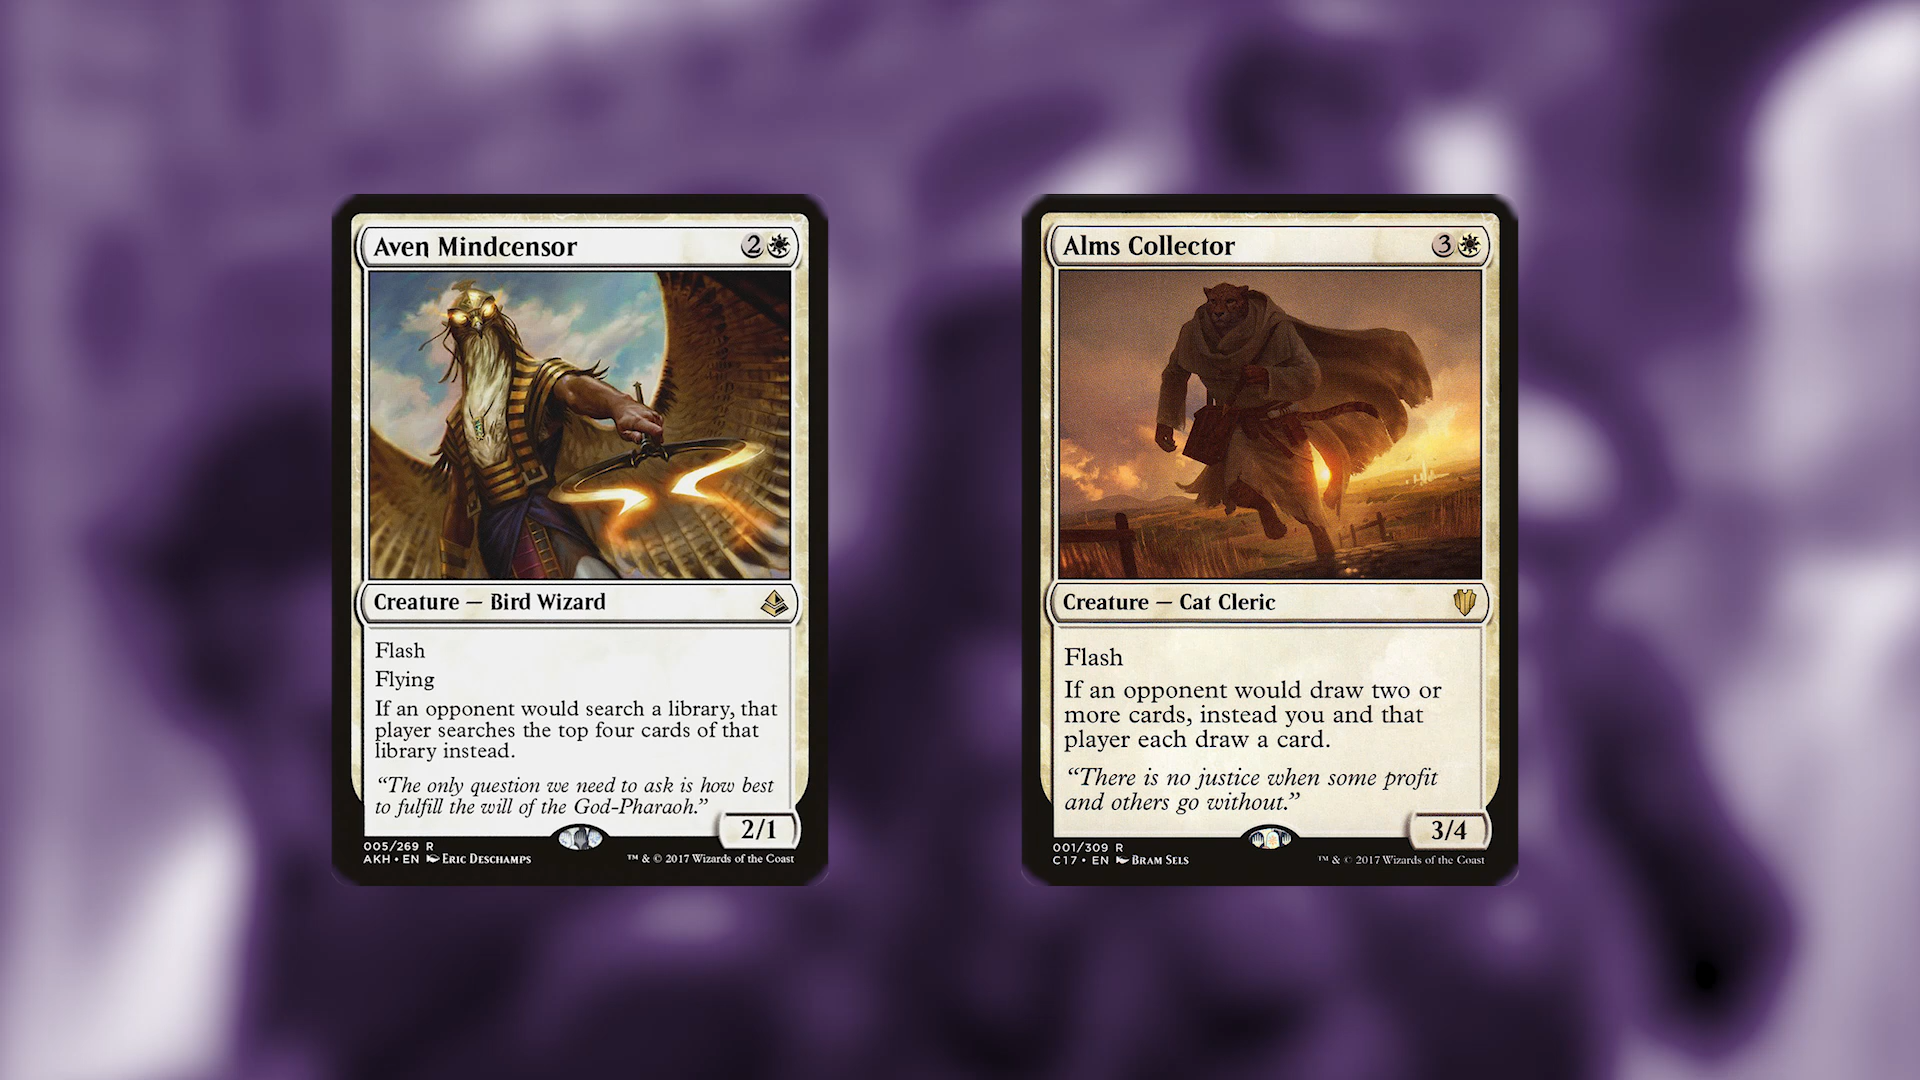 Aven Mindcensor 2
Creature — Bird Wizard
Flash
Flying
If an opponent would search a library, that
player searches the top four cards of that
library instead.
“The only question we need to ask is how best
to fulfill the will of the God-Pharaoh.”
2/1
005/269 R
AKH • EN Eric Deschamps
™ & © 2017 Wizards of the Coast
Alms Collector 3
Creature — Cat Cleric
Flash
If an opponent would draw two or
more cards, instead you and that
player each draw a card.
“There is no justice when some profit
and others go without.”
3/4
001/309 R
C17 • EN Bram Sels
™ & © 2017 Wizards of the Coast